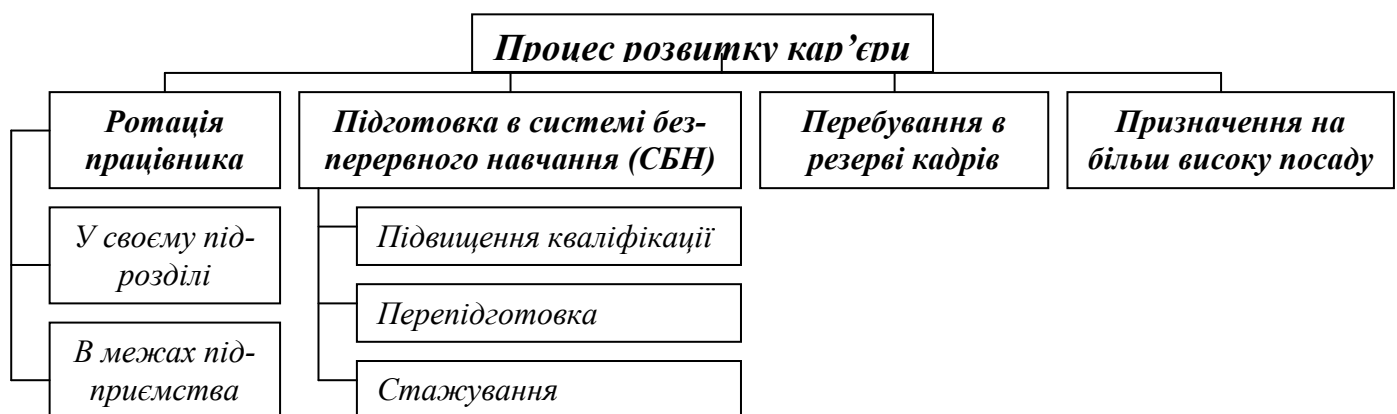 Процес розвитку кар’єри
Ротація
працівника
Підготовка в системі без-
перервного навчання (СБН)
Перебування в
резерві кадрів
Призначення на
більш високу посаду
У своєму під-
розділі
В межах під-
приємства
Підвищення кваліфікації
Перепідготовка
Стажування